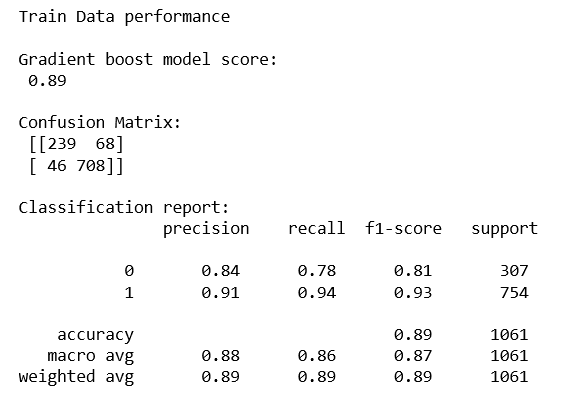 Train Data performance
Gradient boost model score:
0.89
Confusion Matrix:
[[239  68]
[ 46 708]]
Classification report:
precision recall f1-score support
0 0.84 0.78 0.81 307
1 0.91 0.94 0.93 754
accuracy 0.89 1061
macro avg 0.88 0.86 0.87 1061
weighted avg 0.89 0.89 0.89 1061